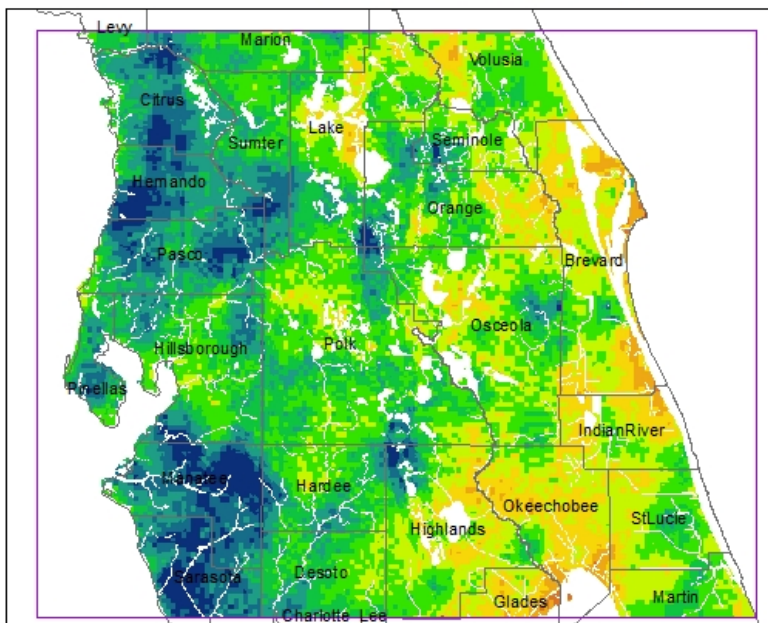 Levy
Marion
Volusia
Citrus
Lake
Sumter
Seminole
Hernando
Orange
Pasco
Brevard
Osceola
Hillsborough
Polk
Pinellas
IndianRiver
Manatee
Hardee
Okeechobee
Highlands
StLucie
Sarasota
Desoto
Glades
Martin
Charlotte Lee